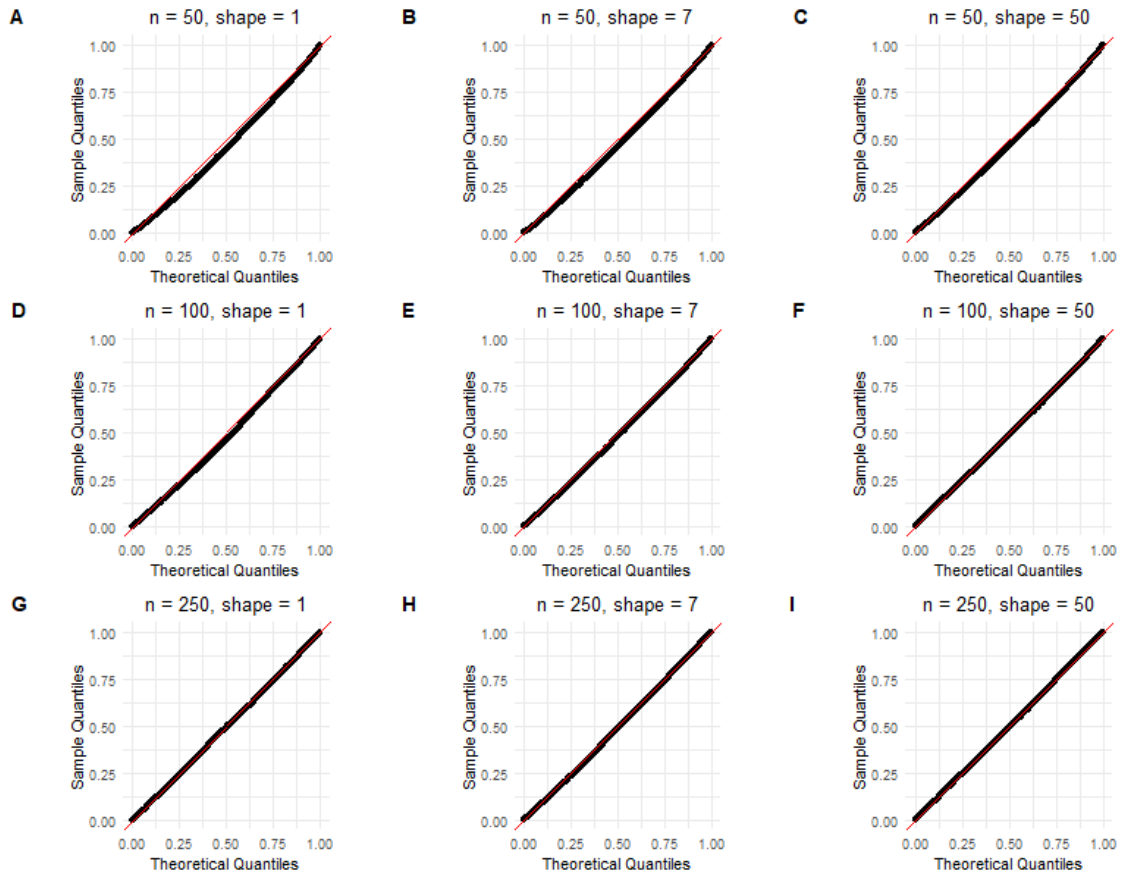 A n = 50, shape = 1 B n = 50, shape = 7 C n = 50, shape = 50
1.00 1.00 1.00
0.75 0.75 0.75
0.50 0.50 0.50
0.25 0.25 0.25
0.00 0.00 0.00
Sample Quantiles Sample Quantiles Sample Quantiles
0.00 0.25 0.50 0.75 1.00 0.00 0.25 0.50 0.75 1.00 0.00 0.25 0.50 0.75 1.00
Theoretical Quantiles Theoretical Quantiles Theoretical Quantiles
D n = 100, shape = 1 E n = 100, shape = 7 F n = 100, shape = 50
1.00 1.00 1.00
0.75 0.75 0.75
0.50 0.50 0.50
0.25 0.25 0.25
0.00 0.00 0.00
Sample Quantiles Sample Quantiles Sample Quantiles
0.00 0.25 0.50 0.75 1.00 0.00 0.25 0.50 0.75 1.00 0.00 0.25 0.50 0.75 1.00
Theoretical Quantiles Theoretical Quantiles Theoretical Quantiles
G n = 250, shape = 1 H n = 250, shape = 7 I n = 250, shape = 50
1.00 1.00 1.00
0.75 0.75 0.75
0.50 0.50 0.50
0.25 0.25 0.25
0.00 0.00 0.00
Sample Quantiles Sample Quantiles Sample Quantiles
0.00 0.25 0.50 0.75 1.00 0.00 0.25 0.50 0.75 1.00 0.00 0.25 0.50 0.75 1.00
Theoretical Quantiles Theoretical Quantiles Theoretical Quantiles